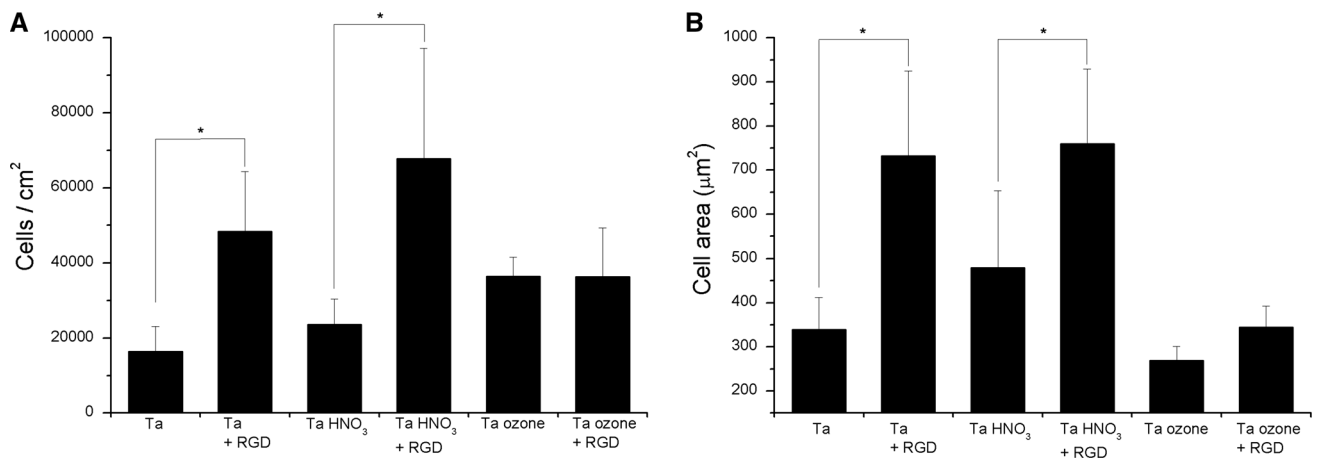 A
Cells / cm²
100000
80000
60000
40000
20000
0
*
*
Ta
Ta + RGD
Ta HNO₃
Ta HNO₃ + RGD
Ta ozone
Ta ozone + RGD
B
Cell area (μm²)
1000
900
800
700
600
500
400
300
200
*
*
Ta
Ta + RGD
Ta HNO₃
Ta HNO₃ + RGD
Ta ozone
Ta ozone + RGD